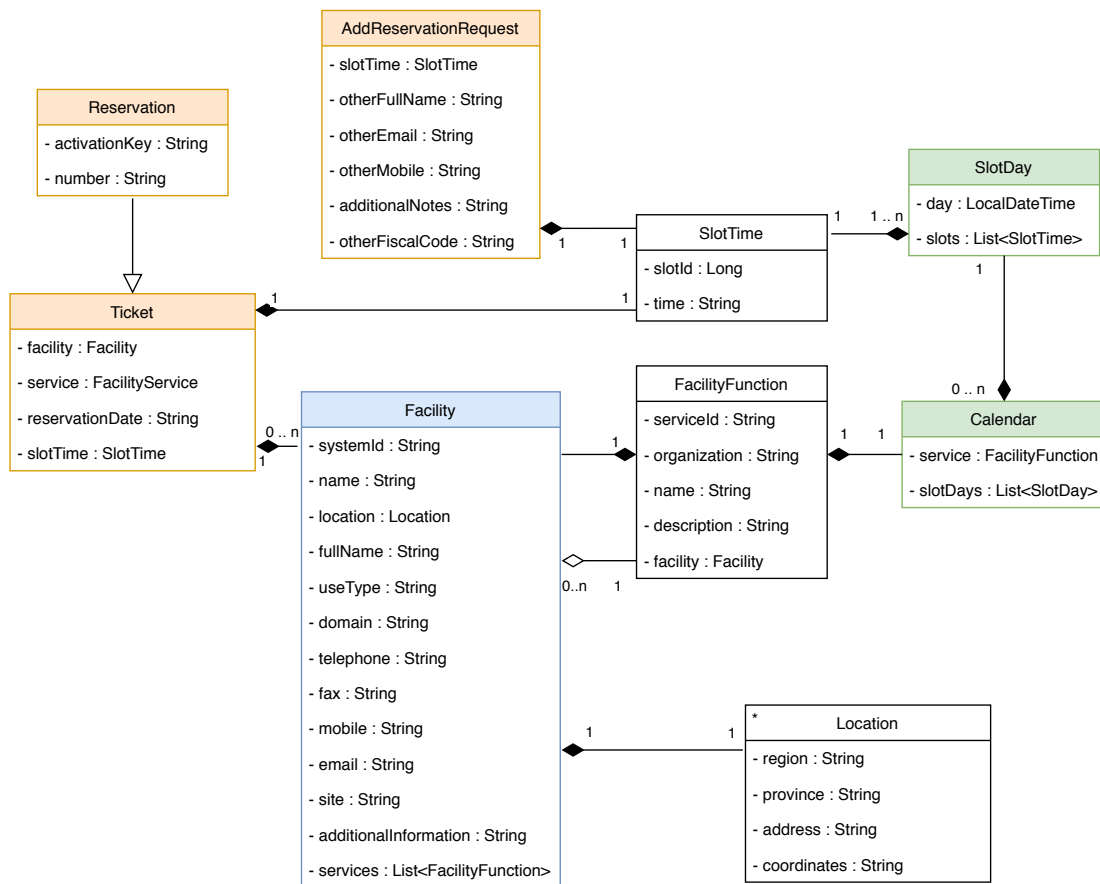 AddReservationRequest
- slotTime : SlotTime
- otherFullName : String
- otherEmail : String
- otherMobile : String
- additionalNotes : String
- otherFiscalCode : String
Reservation
- activationKey : String
- number : String
SlotDay
- day : LocalDateTime
- slots : List<SlotTime>
SlotTime
- slotId : Long
- time : String
1
1
1
1 .. n
1
Ticket
- facility : Facility
- service : FacilityService
- reservationDate : String
- slotTime : SlotTime
1
1
0 .. n
1
0 .. n
Facility
- systemId : String
- name : String
- location : Location
- fullName : String
- useType : String
- domain : String
- telephone : String
- fax : String
- mobile : String
- email : String
- site : String
- additionalInformation : String
- services : List<FacilityFunction>
FacilityFunction
- serviceId : String
- organization : String
- name : String
- description : String
- facility : Facility
1
0..n
1
1
1
Calendar
- service : FacilityFunction
- slotDays : List<SlotDay>
1
1
*
Location
- region : String
- province : String
- address : String
- coordinates : String